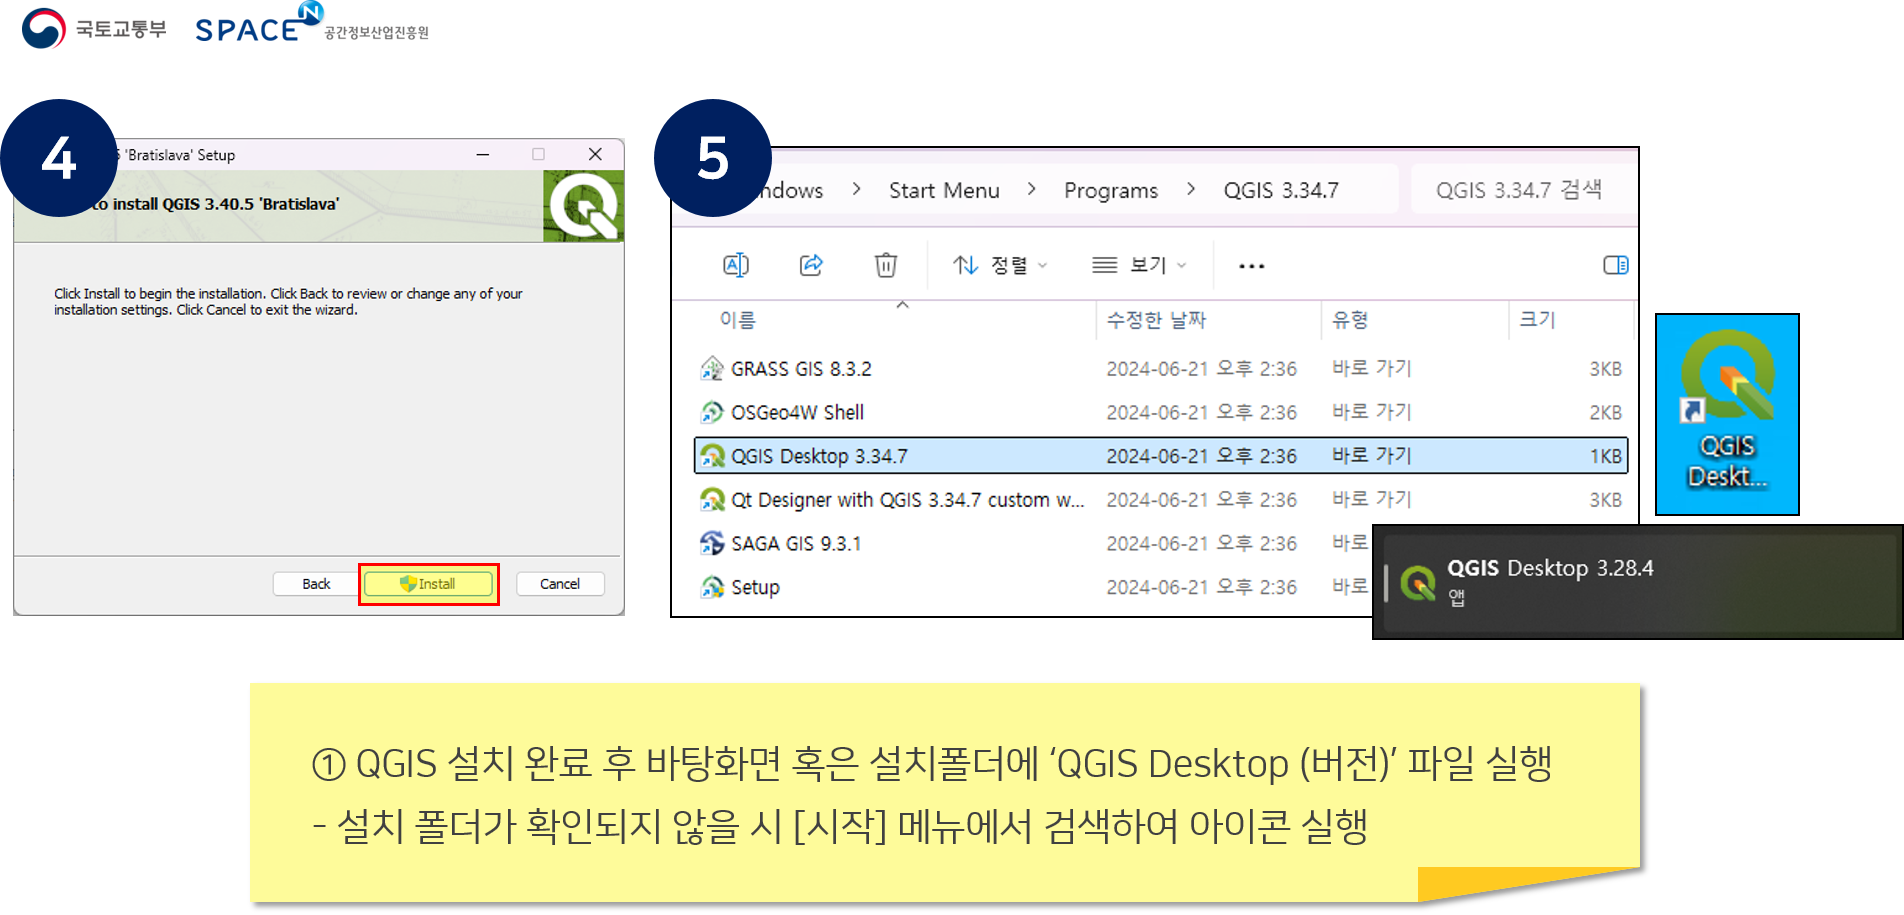 국토교통부
SPACE N 공간정보산업진흥원
4
5 'Bratislava' Setup
to install QGIS 3.40.5 'Bratislava'
Click Install to begin the installation. Click Back to review or change any of your
installation settings. Click Cancel to exit the wizard.
Back
Install
Cancel
5
ndows > Start Menu > Programs > QGIS 3.34.7
QGIS 3.34.7 검색
정렬
보기
이름 수정한 날짜 유형 크기
GRASS GIS 8.3.2 2024-06-21 오후 2:36 바로 가기 3KB
OSGeo4W Shell 2024-06-21 오후 2:36 바로 가기 2KB
QGIS Desktop 3.34.7 2024-06-21 오후 2:36 바로 가기 1KB
Qt Designer with QGIS 3.34.7 custom w... 2024-06-21 오후 2:36 바로 가기 3KB
SAGA GIS 9.3.1 2024-06-21 오후 2:36 바로
Setup 2024-06-21 오후 2:36 바로
QGIS
Deskt...
QGIS Desktop 3.28.4
앱
① QGIS 설치 완료 후 바탕화면 혹은 설치폴더에 ‘QGIS Desktop (버전)’ 파일 실행
- 설치 폴더가 확인되지 않을 시 [시작] 메뉴에서 검색하여 아이콘 실행